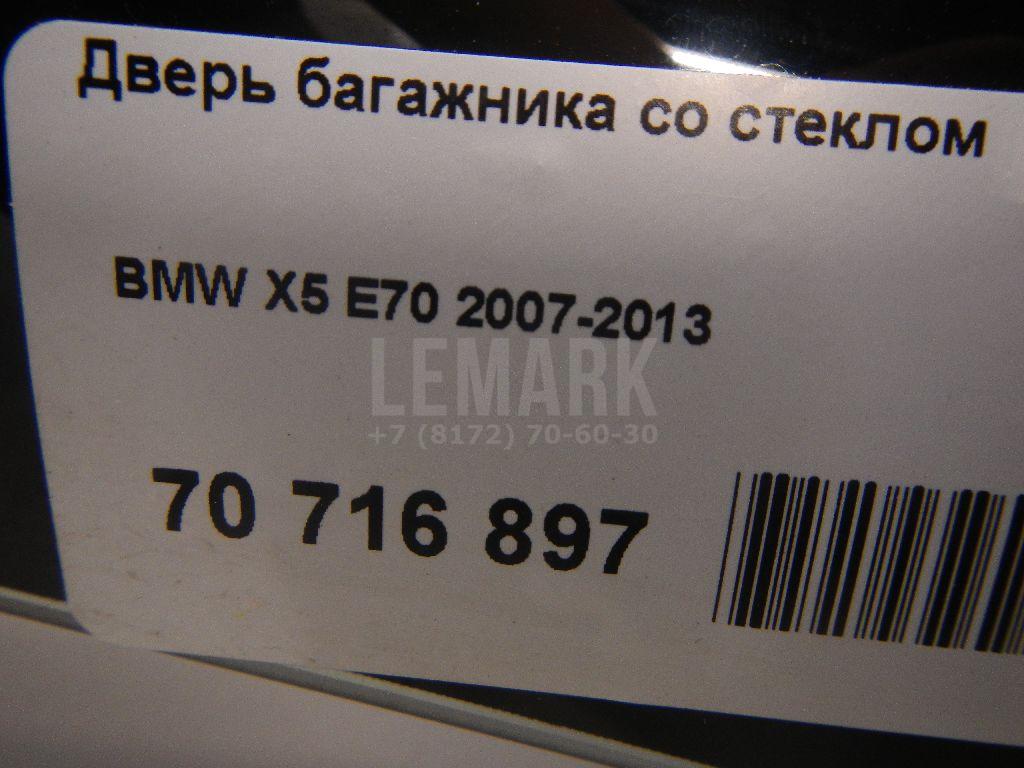 Дверь багажника со стеклом
BMW X5 E70 2007-2013
LEMARK
+7 (8172) 70-60-30
70 716 897